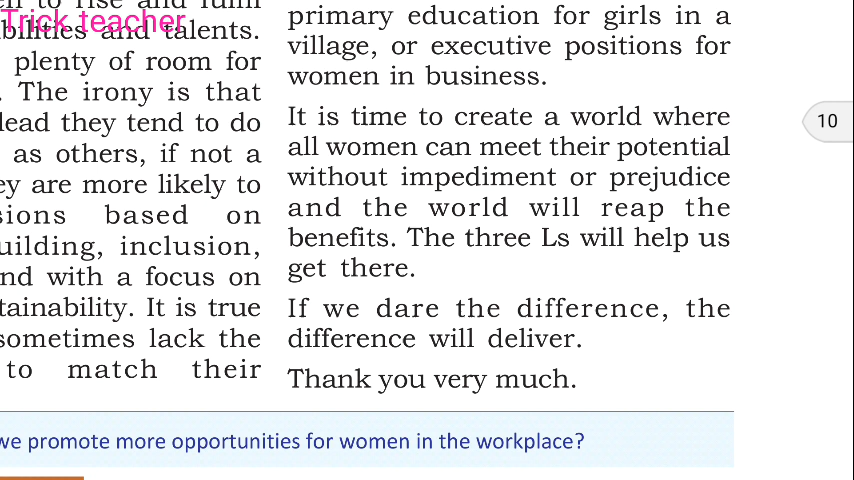 to rise and fulfil
Trick teacher
bilities and talents.
plenty of room for
. The irony is that
lead they tend to do
as others, if not a
ey are more likely to
sions based on
uilding, inclusion,
nd with a focus on
tainability. It is true
sometimes lack the
to match their
primary education for girls in a
village, or executive positions for
women in business.
It is time to create a world where
all women can meet their potential
without impediment or prejudice
and the world will reap the
benefits. The three Ls will help us
get there.
If we dare the difference, the
difference will deliver.
Thank you very much.
we promote more opportunities for women in the workplace?
10